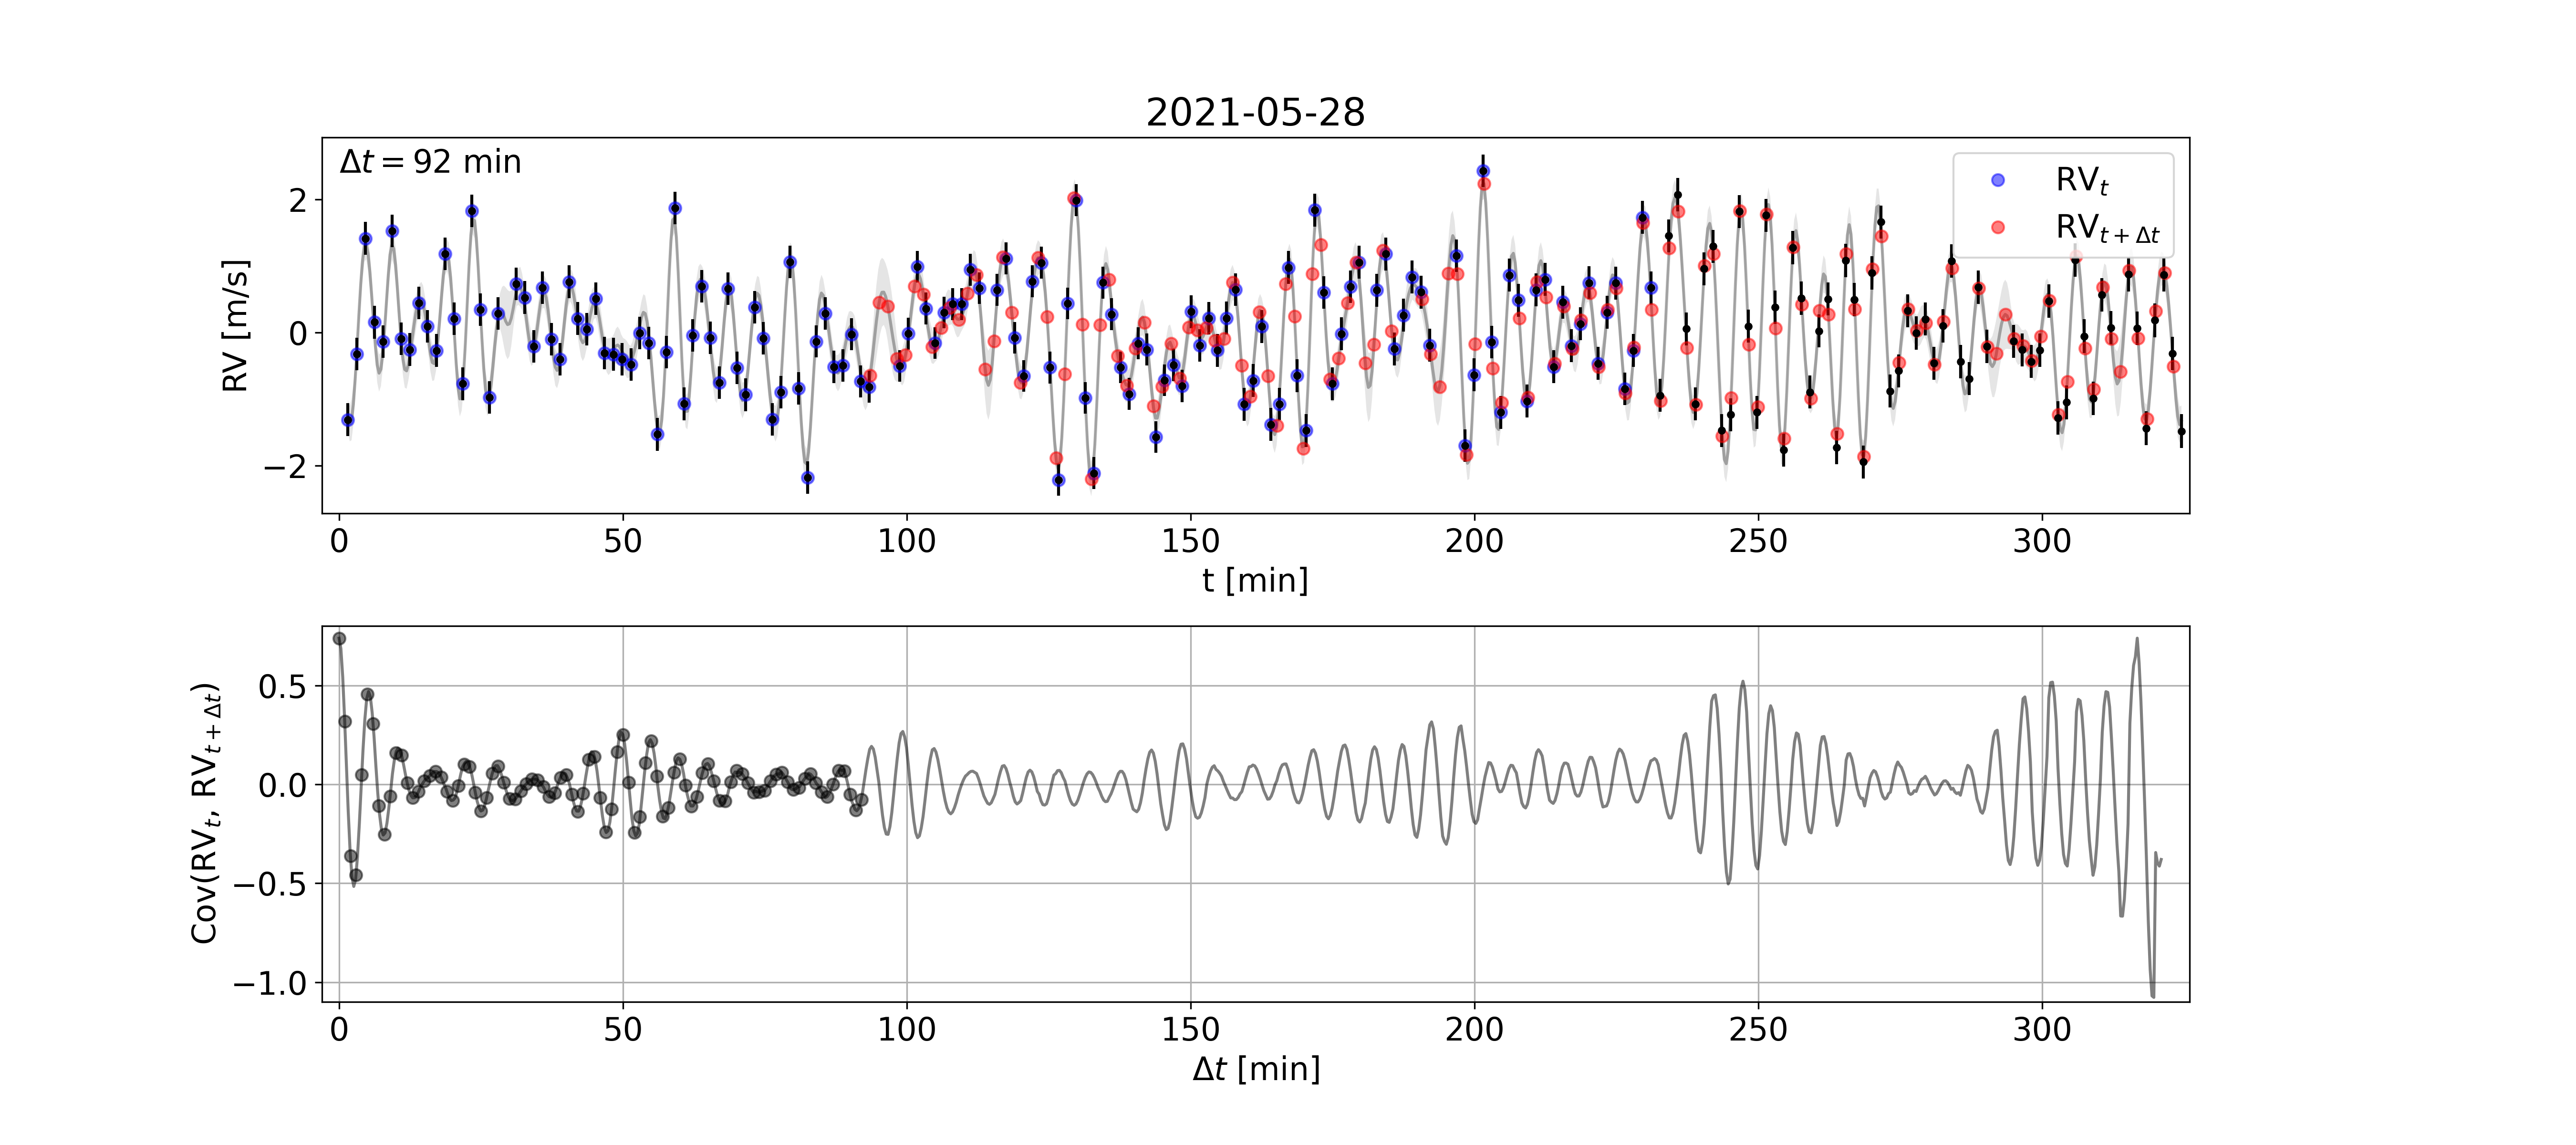 2021-05-28
Δt = 92 min
RV_t
RV_{t+Δt}
RV [m/s]
2
0
−2
0 50 100 150 200 250 300
t [min]
Cov(RV_t, RV_{t+Δt})
0.5
0.0
−0.5
−1.0
0 50 100 150 200 250 300
Δt [min]